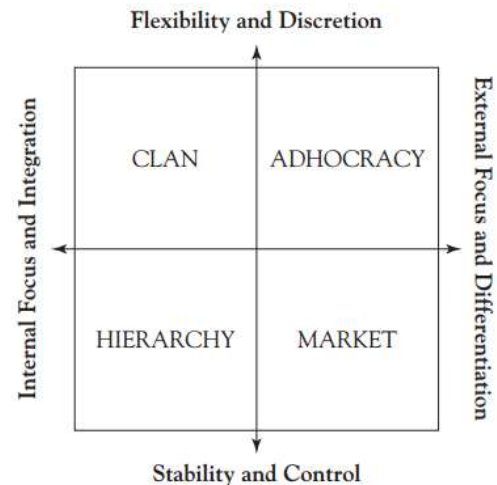 Flexibility and Discretion
Internal Focus and Integration
External Focus and Differentiation
CLAN
ADHOCRACY
HIERARCHY
MARKET
Stability and Control